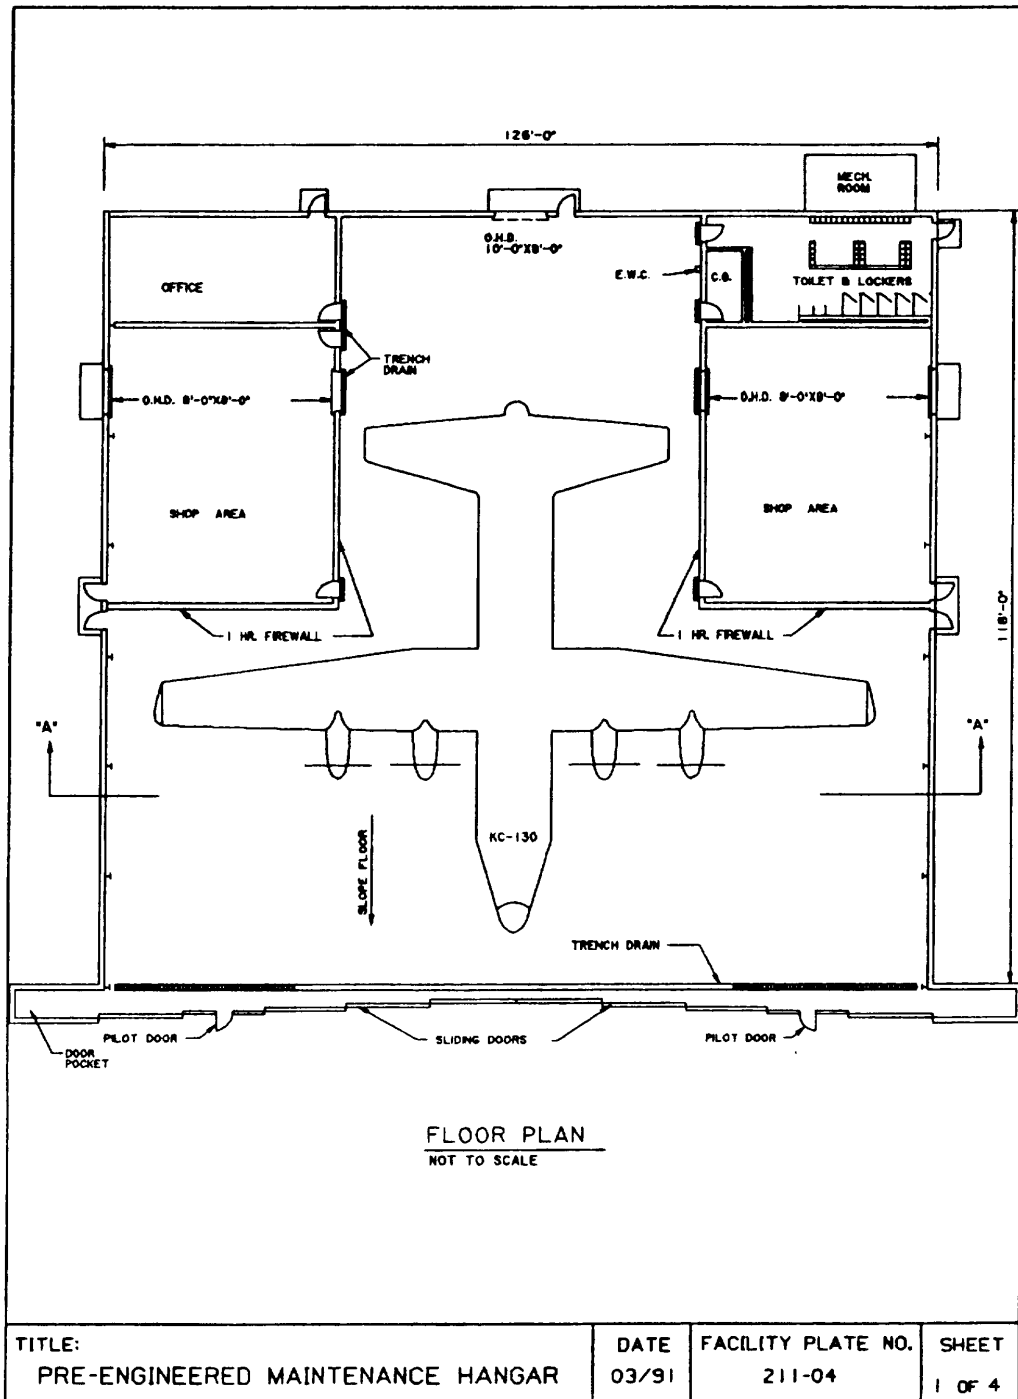 126'-0"
MECH.
ROOM
O.H.D.
10'-0"X8'-0"
E.W.C.
C.G.
OFFICE
TOILET & LOCKERS
TRENCH
DRAIN
O.H.D. 8'-0"X8'-0"
O.H.D. 8'-0"X8'-0"
SHOP AREA
SHOP AREA
118'-0"
1 HR. FIREWALL
1 HR. FIREWALL
"A"
"A"
KC-130
SLOPE FLOOR
TRENCH DRAIN
PILOT DOOR
SLIDING DOORS
PILOT DOOR
DOOR
POCKET
FLOOR PLAN
NOT TO SCALE
TITLE:
PRE-ENGINEERED MAINTENANCE HANGAR
DATE
03/91
FACILITY PLATE NO.
211-04
SHEET
1 OF 4